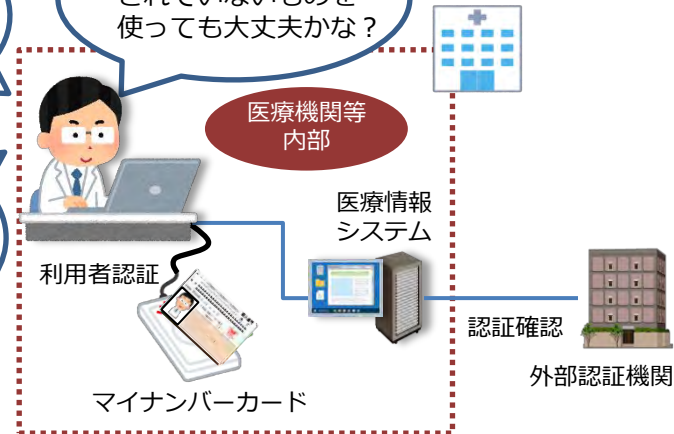 使っても大丈夫かな？
医療機関等
内部
医療情報
システム
利用者認証
認証確認
外部認証機関
マイナンバーカード